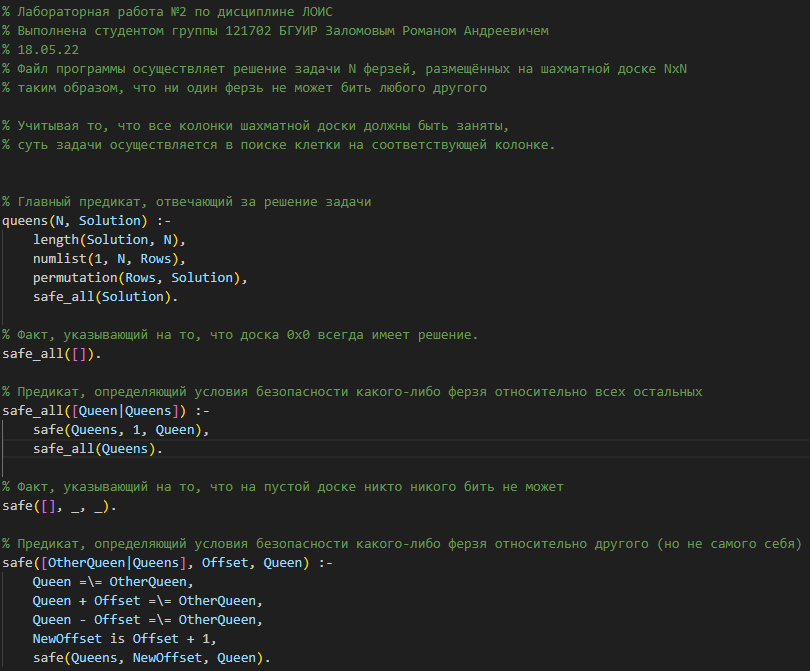 % Лабораторная работа №2 по дисциплине ЛОИС
% Выполнена студентом группы 121702 БГУИР Заломовым Романом Андреевичем
% 18.05.22
% Файл программы осуществляет решение задачи N ферзей, размещённых на шахматной доске NxN
% таким образом, что ни один ферзь не может бить любого другого
% Учитывая то, что все колонки шахматной доски должны быть заняты,
% суть задачи осуществляется в поиске клетки на соответствующей колонке.
% Главный предикат, отвечающий за решение задачи
queens(N, Solution) :-
    length(Solution, N),
    numlist(1, N, Rows),
    permutation(Rows, Solution),
    safe_all(Solution).
% Факт, указывающий на то, что доска 0x0 всегда имеет решение.
safe_all([]).
% Предикат, определяющий условия безопасности какого-либо ферзя относительно всех остальных
safe_all([Queen|Queens]) :-
    safe(Queens, 1, Queen),
    safe_all(Queens).
% Факт, указывающий на то, что на пустой доске никто никого бить не может
safe([], _, _).
% Предикат, определяющий условия безопасности какого-либо ферзя относительно другого (но не самого себя)
safe([OtherQueen|Queens], Offset, Queen) :-
    Queen =\= OtherQueen,
    Queen + Offset =\= OtherQueen,
    Queen - Offset =\= OtherQueen,
    NewOffset is Offset + 1,
    safe(Queens, NewOffset, Queen).